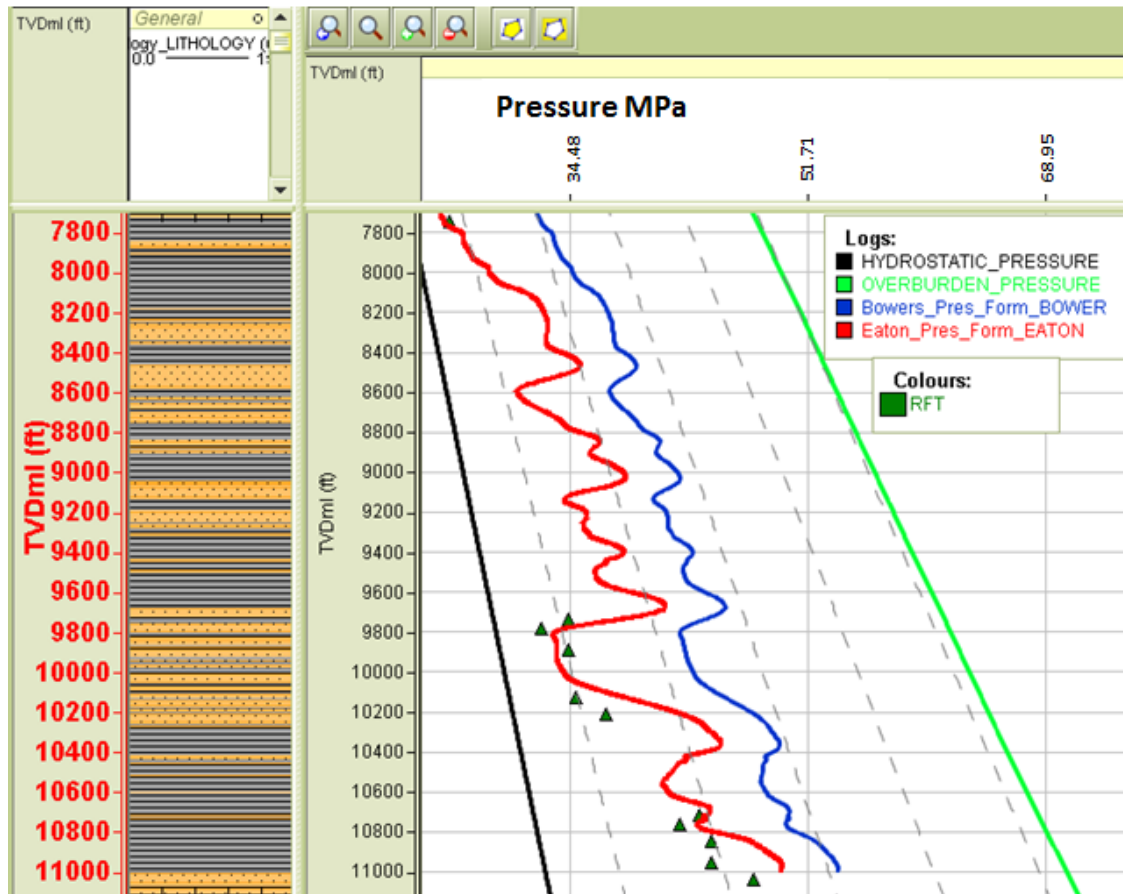 TVDml (ft)
General
ogy_LITHOLOGY (
0.0
1
TVDml (ft)
Pressure MPa
34.48
51.71
68.95
TVDml (ft)
7800
8000
8200
8400
8600
8800
9000
9200
9400
9600
9800
10000
10200
10400
10600
10800
11000
TVDml (ft)
7800
8000
8200
8400
8600
8800
9000
9200
9400
9600
9800
10000
10200
10400
10600
10800
11000
Logs:
HYDROSTATIC_PRESSURE
OVERBURDEN_PRESSURE
Bowers_Pres_Form_BOWER
Eaton_Pres_Form_EATON
Colours:
RFT